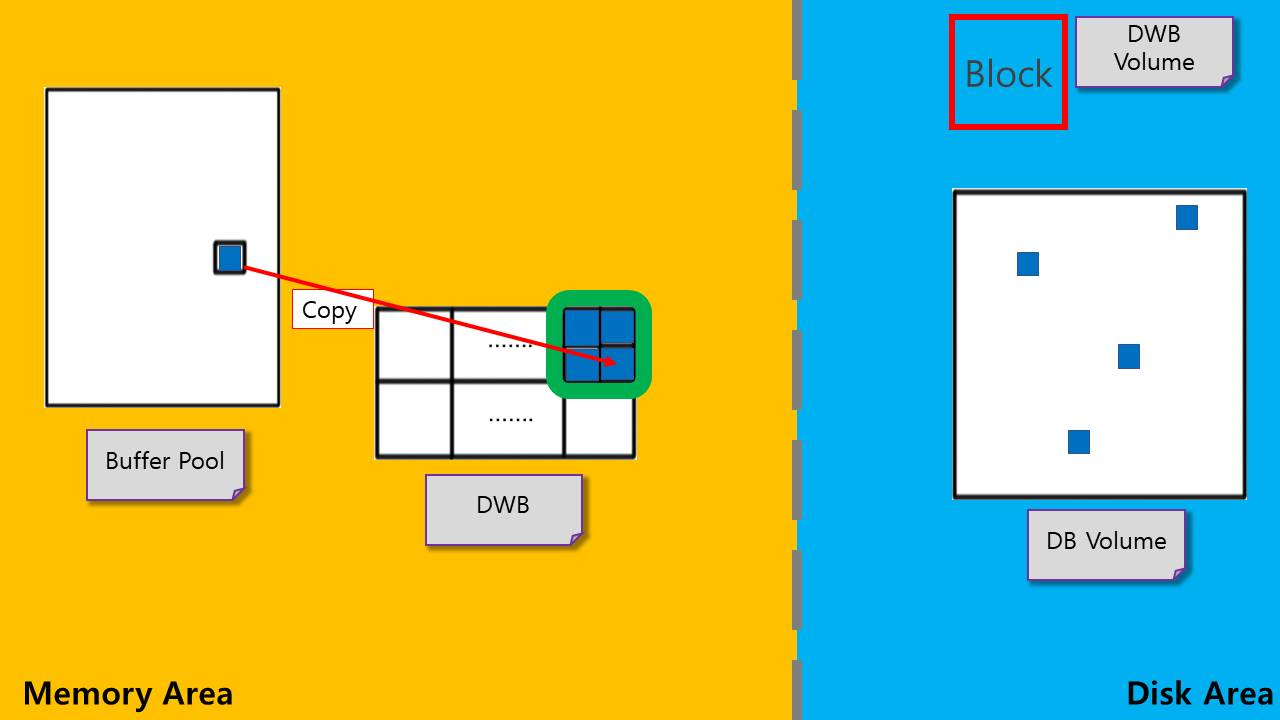 DWB
Volume
Block
Copy
.......
.......
Buffer Pool
DWB
DB Volume
Memory Area
Disk Area